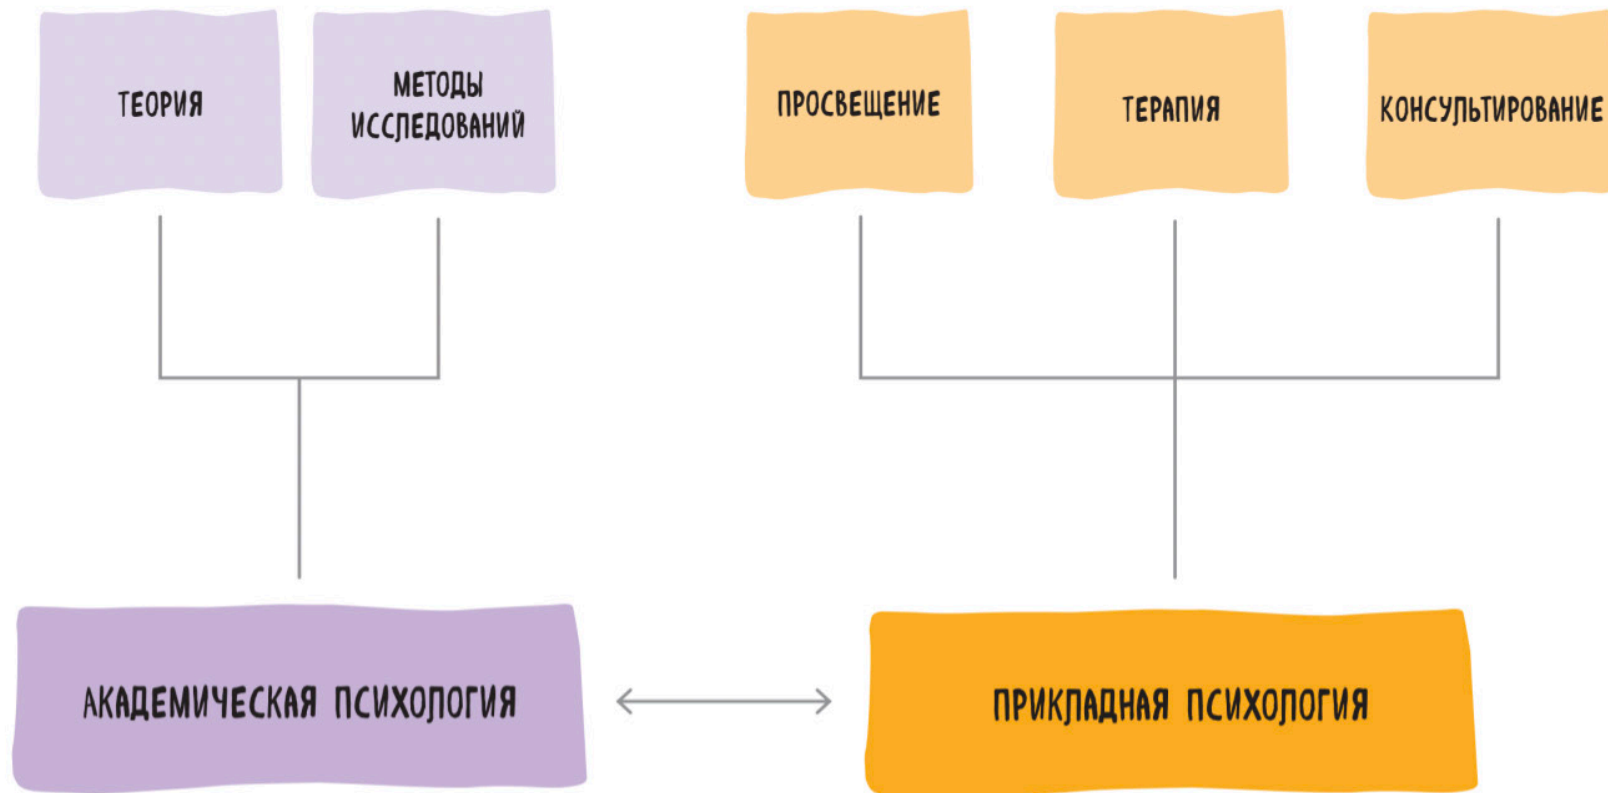 ТЕОРИЯ
МЕТОДЫ
ИССЛЕДОВАНИЙ
ПРОСВЕЩЕНИЕ
ТЕРАПИЯ
КОНСУЛЬТИРОВАНИЕ
АКАДЕМИЧЕСКАЯ ПСИХОЛОГИЯ
ПРИКЛАДНАЯ ПСИХОЛОГИЯ